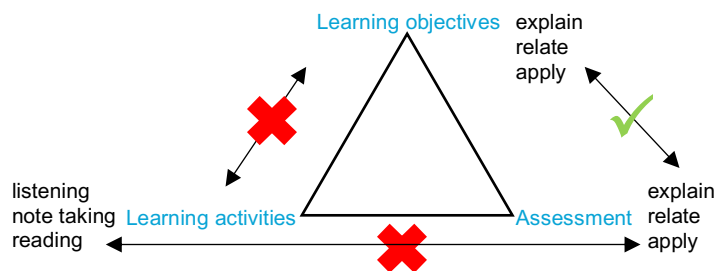 Learning objectives
explain
relate
apply
listening
note taking
reading
Learning activities
Assessment
explain
relate
apply